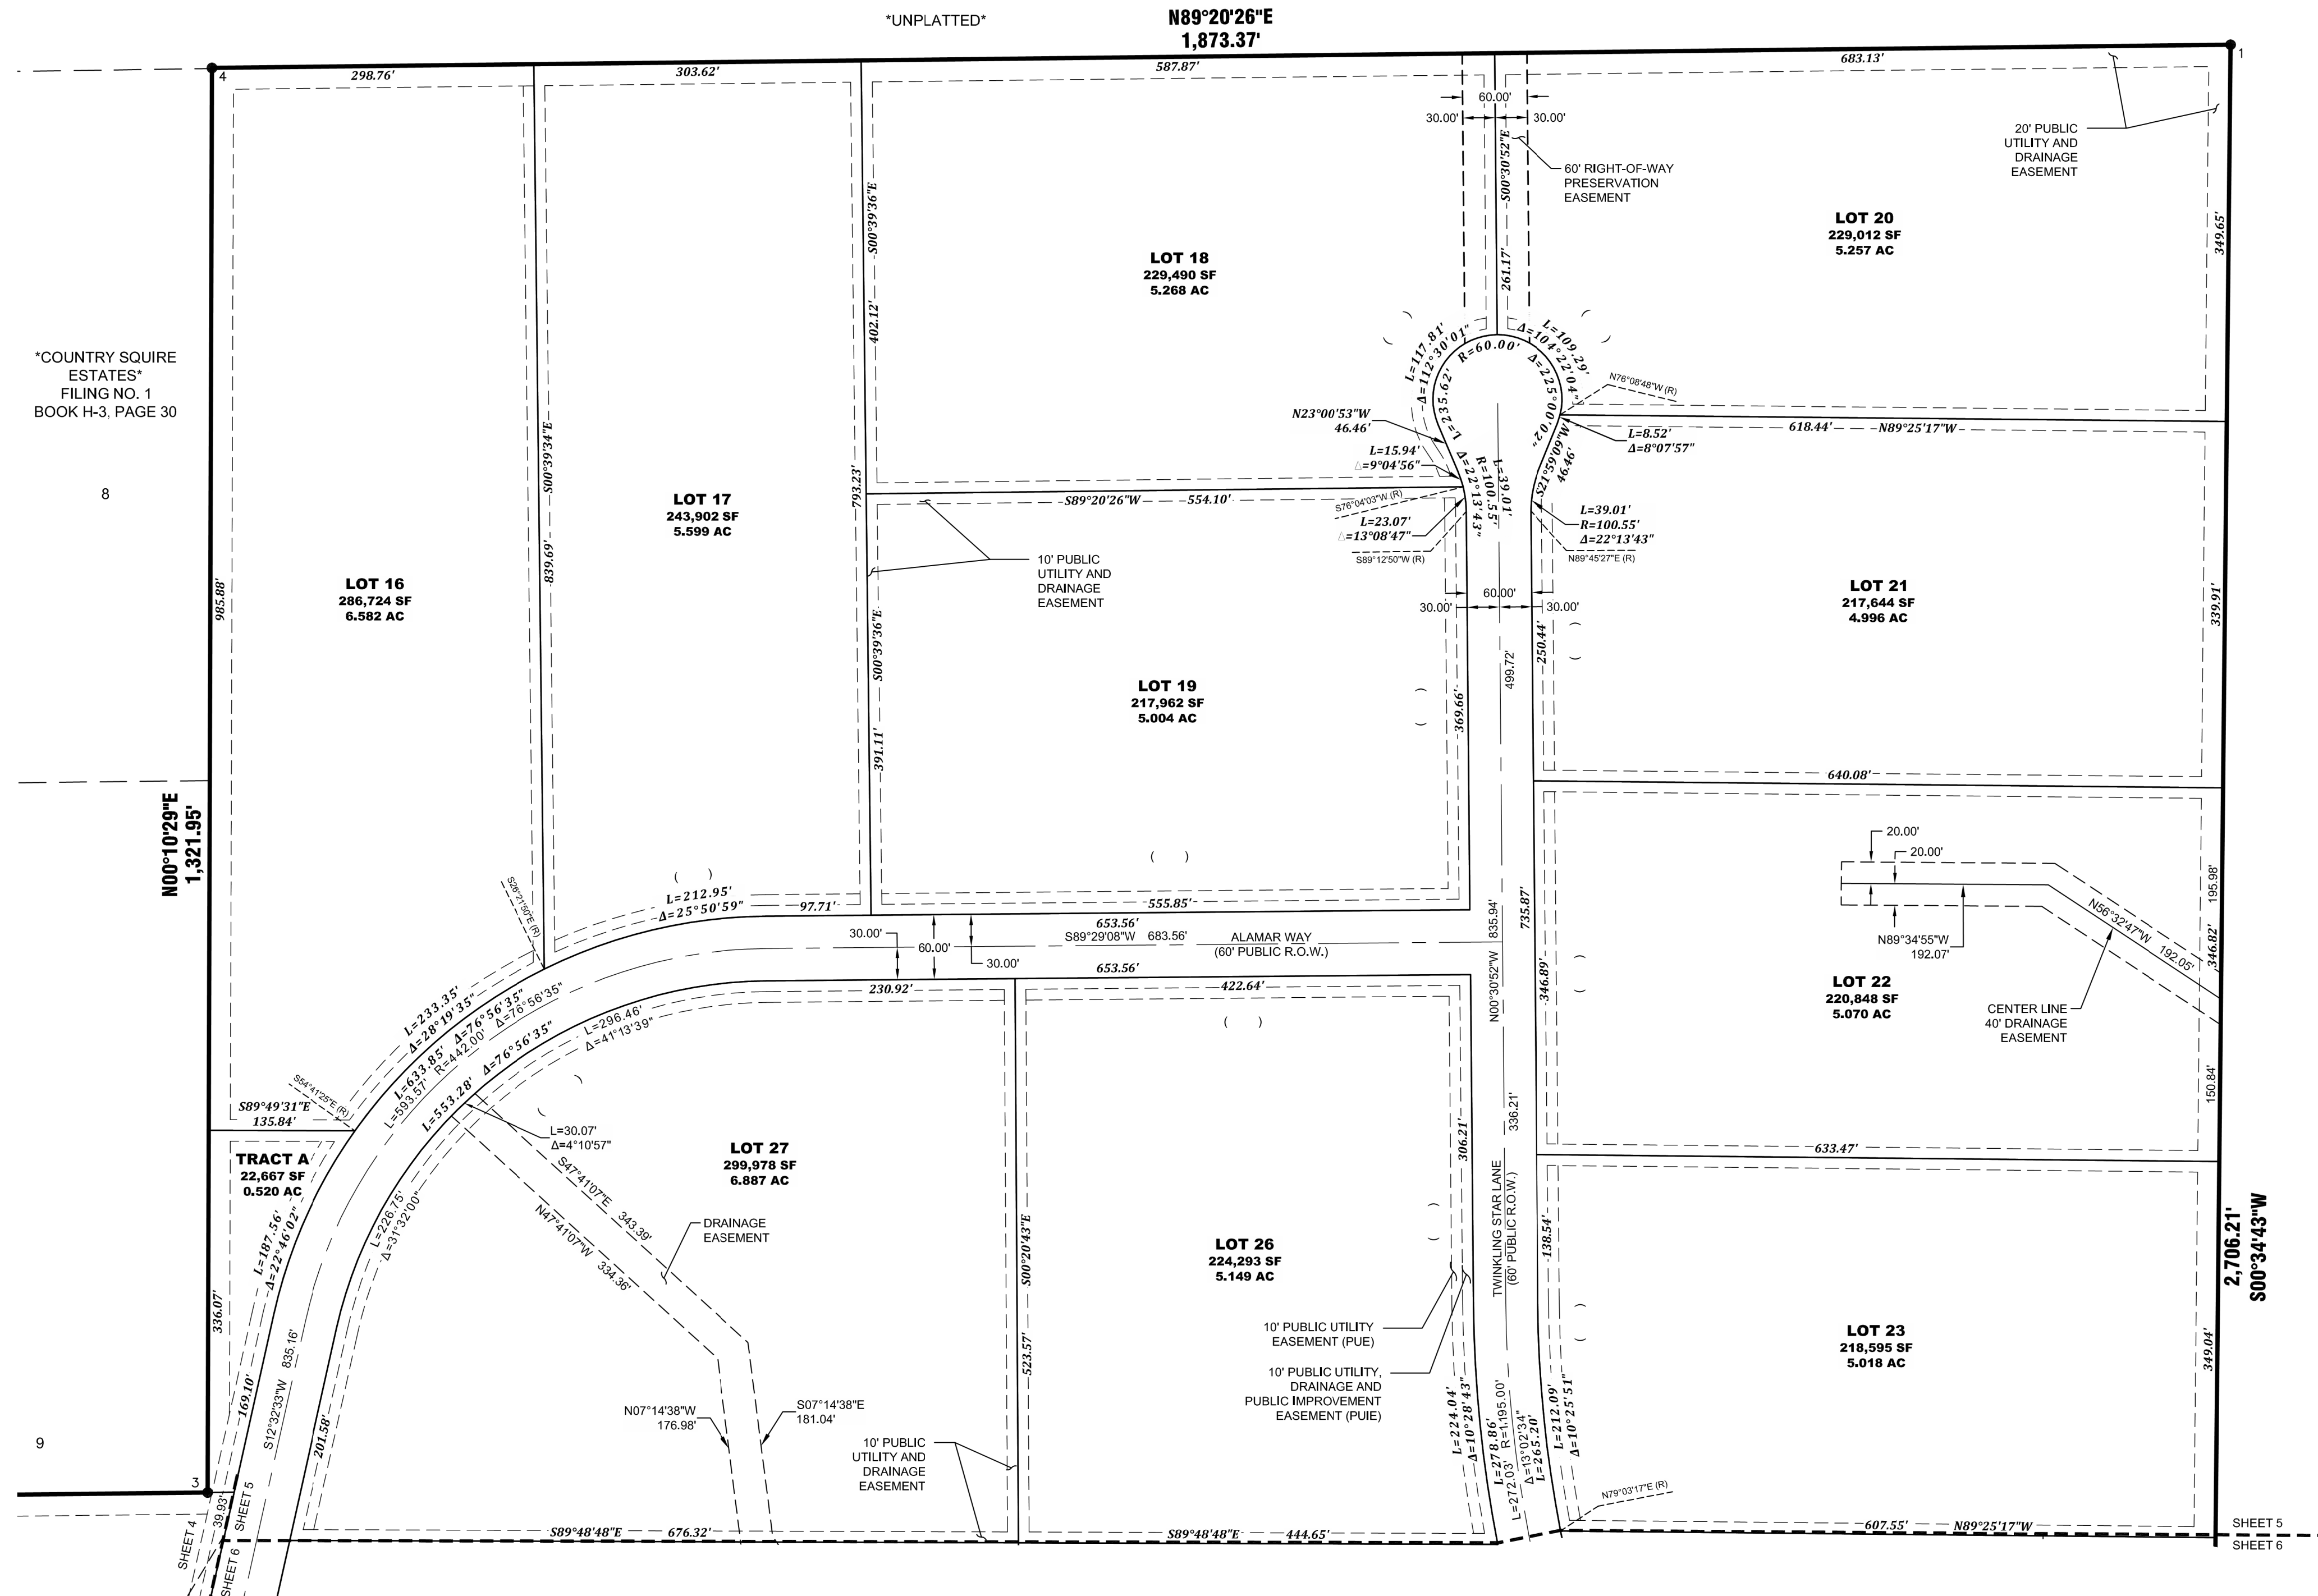 *UNPLATTED*
N89°20'26"E
1,873.37'
4
298.76'
303.62'
587.87'
683.13'
1
60.00'
30.00'
30.00'
S00°30'52"E
261.17'
60' RIGHT-OF-WAY
PRESERVATION
EASEMENT
20' PUBLIC
UTILITY AND
DRAINAGE
EASEMENT
LOT 20
229,012 SF
5.257 AC
349.65'
S00°39'36"E
402.12'
LOT 18
229,490 SF
5.268 AC
*COUNTRY SQUIRE
ESTATES*
FILING NO. 1
BOOK H-3, PAGE 30
8
L=117.81'
Δ=112°30'01"
R=60.00'
L=235.62'
Δ=225°00'02"
L=109.29'
Δ=104°22'04"
N76°08'48"W (R)
N23°00'53"W
46.46'
L=15.94'
Δ=9°04'56"
L=8.52'
Δ=8°07'57"
618.44'
N89°25'17"W
S21°59'09"W
46.46'
L=39.01'
R=100.55'
Δ=22°13'43"
S89°20'26"W
554.10'
S76°04'03"W (R)
L=23.07'
Δ=13°08'47"
S89°12'50"W (R)
L=39.01'
R=100.55'
Δ=22°13'43"
N89°45'27"E (R)
S00°39'34"E
839.69'
LOT 17
243,902 SF
5.599 AC
793.23'
10' PUBLIC
UTILITY AND
DRAINAGE
EASEMENT
LOT 16
286,724 SF
6.582 AC
985.88'
60.00'
30.00'
30.00'
LOT 21
217,644 SF
4.996 AC
339.91'
250.44'
S00°39'36"E
391.11'
LOT 19
217,962 SF
5.004 AC
369.66'
499.72'
640.08'
N00°10'29"E
1,321.95'
( )
( )
L=212.95'
Δ=25°50'59"
97.71'
555.85'
653.56'
S89°29'08"W 683.56'
ALAMAR WAY
(60' PUBLIC R.O.W.)
30.00'
60.00'
30.00'
653.56'
S26°21'50"E (R)
N00°30'52"W 835.94'
735.87'
20.00'
20.00'
N89°34'55"W
192.07'
N56°32'47"W
192.05'
195.98'
346.82'
LOT 22
220,848 SF
5.070 AC
346.89'
CENTER LINE
40' DRAINAGE
EASEMENT
150.84'
230.92'
422.64'
( )
L=233.35'
Δ=28°19'35"
L=633.85' Δ=76°56'35"
L=593.57' R=442.00' Δ=76°56'35"
L=553.28' Δ=76°56'35"
L=296.46'
Δ=41°13'39"
S54°41'25"E (R)
S89°49'31"E
135.84'
L=30.07'
Δ=4°10'57"
TRACT A
22,667 SF
0.520 AC
LOT 27
299,978 SF
6.887 AC
S47°41'07"E 343.39'
N47°41'07"W 334.36'
DRAINAGE
EASEMENT
306.21'
336.21'
633.47'
TWINKLING STAR LANE
(60' PUBLIC R.O.W.)
138.54'
L=187.56'
Δ=22°46'02"
L=226.75'
Δ=31°32'00"
336.07'
S00°20'43"E
523.57'
LOT 26
224,293 SF
5.149 AC
2,706.21'
S00°34'43"W
LOT 23
218,595 SF
5.018 AC
349.04'
10' PUBLIC UTILITY
EASEMENT (PUE)
10' PUBLIC UTILITY,
DRAINAGE AND
PUBLIC IMPROVEMENT
EASEMENT (PUIE)
169.10'
S12°32'33"W 835.16'
201.58'
N07°14'38"W
176.98'
S07°14'38"E
181.04'
10' PUBLIC
UTILITY AND
DRAINAGE
EASEMENT
L=224.04'
Δ=10°28'43"
L=278.86'
L=272.03' R=1,195.00'
Δ=13°02'34"
L=265.20'
L=212.09'
Δ=10°25'51"
N79°03'17"E (R)
9
3
39.93'
SHEET 5
SHEET 4
SHEET 6
S89°48'48"E
676.32'
S89°48'48"E
444.65'
607.55'
N89°25'17"W
SHEET 5
SHEET 6